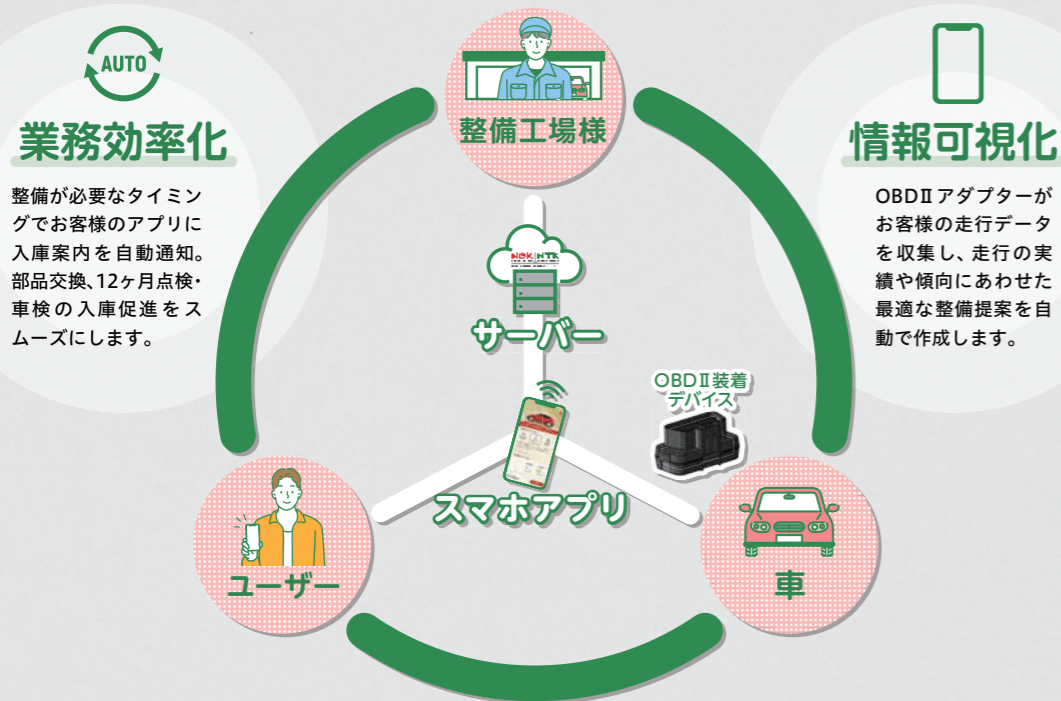 AUTO
業務効率化
整備が必要なタイミン
グでお客様のアプリに
入庫案内を自動通知。
部品交換、12ヶ月点検・
車検の入庫促進をス
ムーズにします。
整備工場様
NGK NTK
サーバー
スマホアプリ
OBDⅡ装着
デバイス
ユーザー
車
情報可視化
OBDⅡアダプターが
お客様の走行データ
を収集し、走行の実
績や傾向にあわせた
最適な整備提案を自
動で作成します。